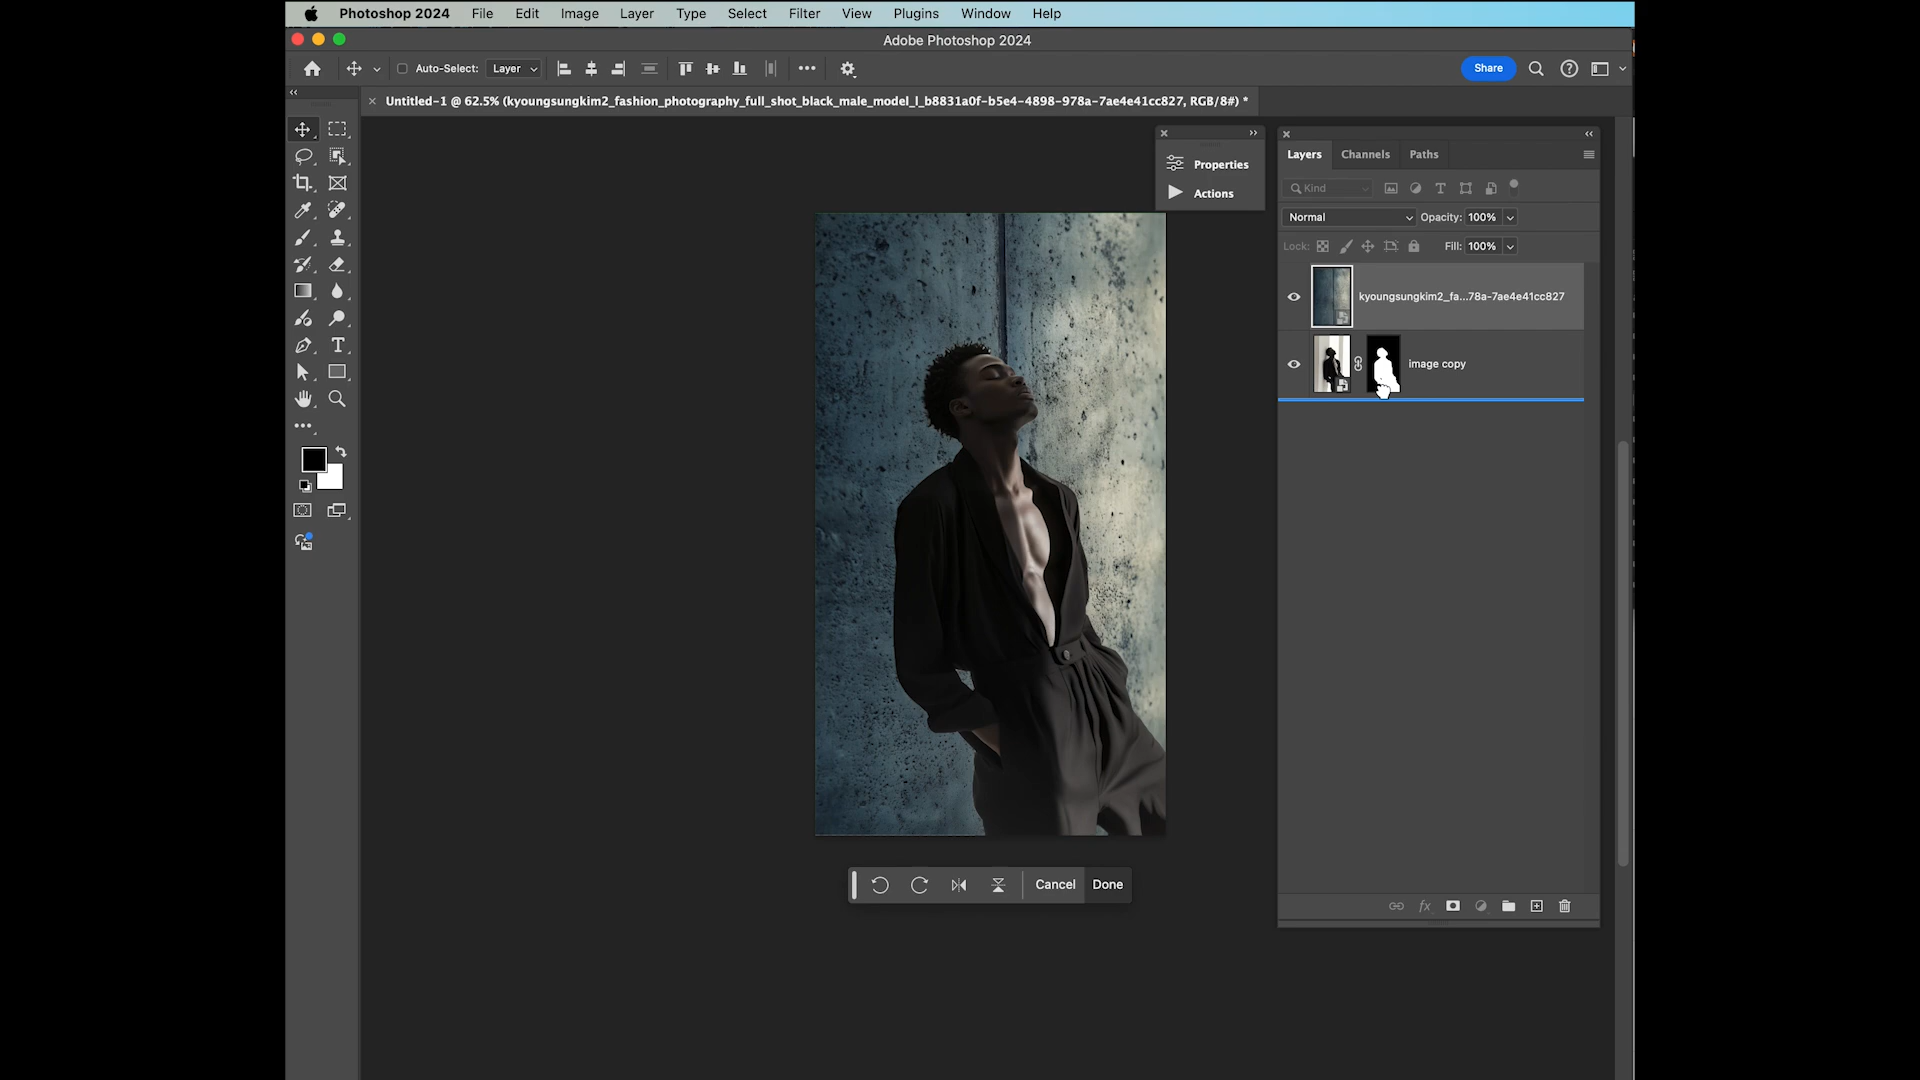 Photoshop 2024 File Edit Image Layer Type Select Filter View Plugins Window Help
Adobe Photoshop 2024
Auto-Select: Layer Share
Untitled-1 @ 62.5% (kyoungsungkim2_fashion_photography_full_shot_black_male_model_l_b8831a0f-b5e4-4898-978a-7ae4e41cc827, RGB/8#) *
Properties
Actions
Layers Channels Paths
Kind
Normal Opacity: 100%
Lock: Fill: 100%
kyoungsungkim2_fa...78a-7ae4e41cc827
image copy
Cancel Done